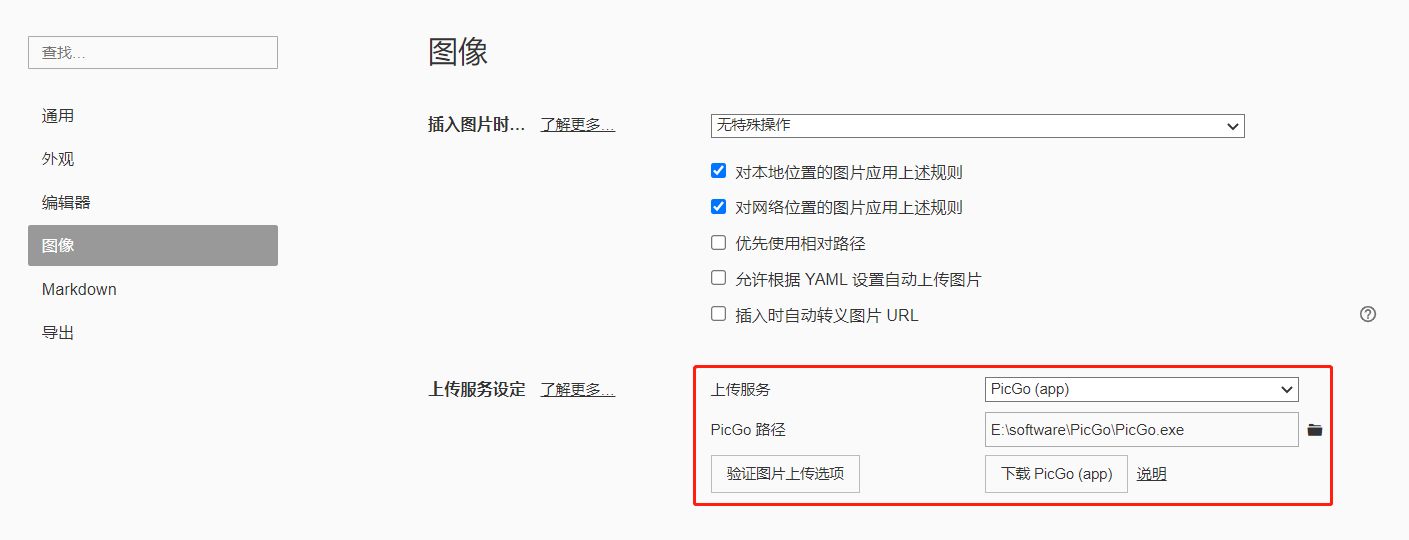 查找...
通用
外观
编辑器
图像
Markdown
导出
图像
插入图片时... 了解更多... 无特殊操作
对本地位置的图片应用上述规则
对网络位置的图片应用上述规则
优先使用相对路径
允许根据 YAML 设置自动上传图片
插入时自动转义图片 URL
上传服务设定 了解更多... 上传服务 PicGo (app)
PicGo 路径 E:\software\PicGo\PicGo.exe
验证图片上传选项 下载 PicGo (app) 说明